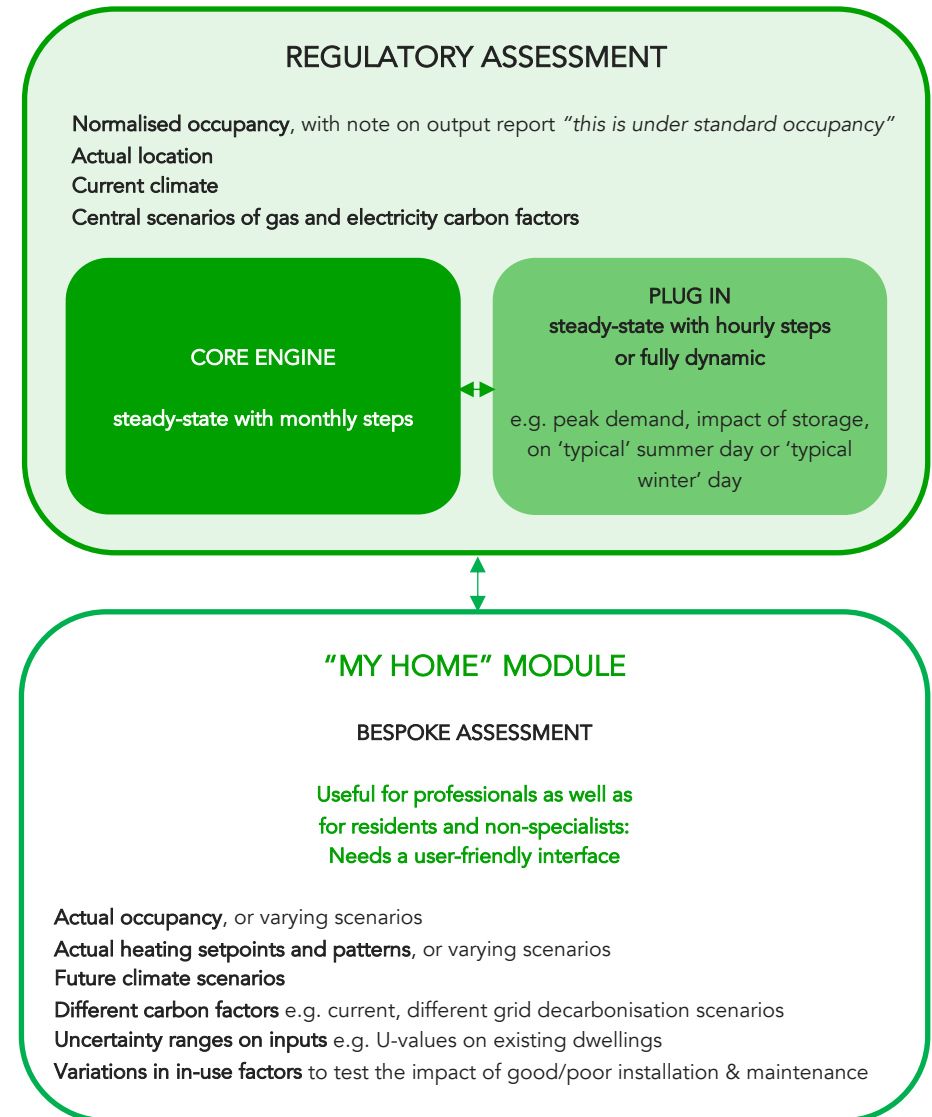 REGULATORY ASSESSMENT
Normalised occupancy, with note on output report “this is under standard occupancy”
Actual location
Current climate
Central scenarios of gas and electricity carbon factors
CORE ENGINE
steady-state with monthly steps
PLUG IN
steady-state with hourly steps
or fully dynamic
e.g. peak demand, impact of storage,
on ‘typical’ summer day or ‘typical
winter’ day
“MY HOME” MODULE
BESPOKE ASSESSMENT
Useful for professionals as well as
for residents and non-specialists:
Needs a user-friendly interface
Actual occupancy, or varying scenarios
Actual heating setpoints and patterns, or varying scenarios
Future climate scenarios
Different carbon factors e.g. current, different grid decarbonisation scenarios
Uncertainty ranges on inputs e.g. U-values on existing dwellings
Variations in in-use factors to test the impact of good/poor installation & maintenance